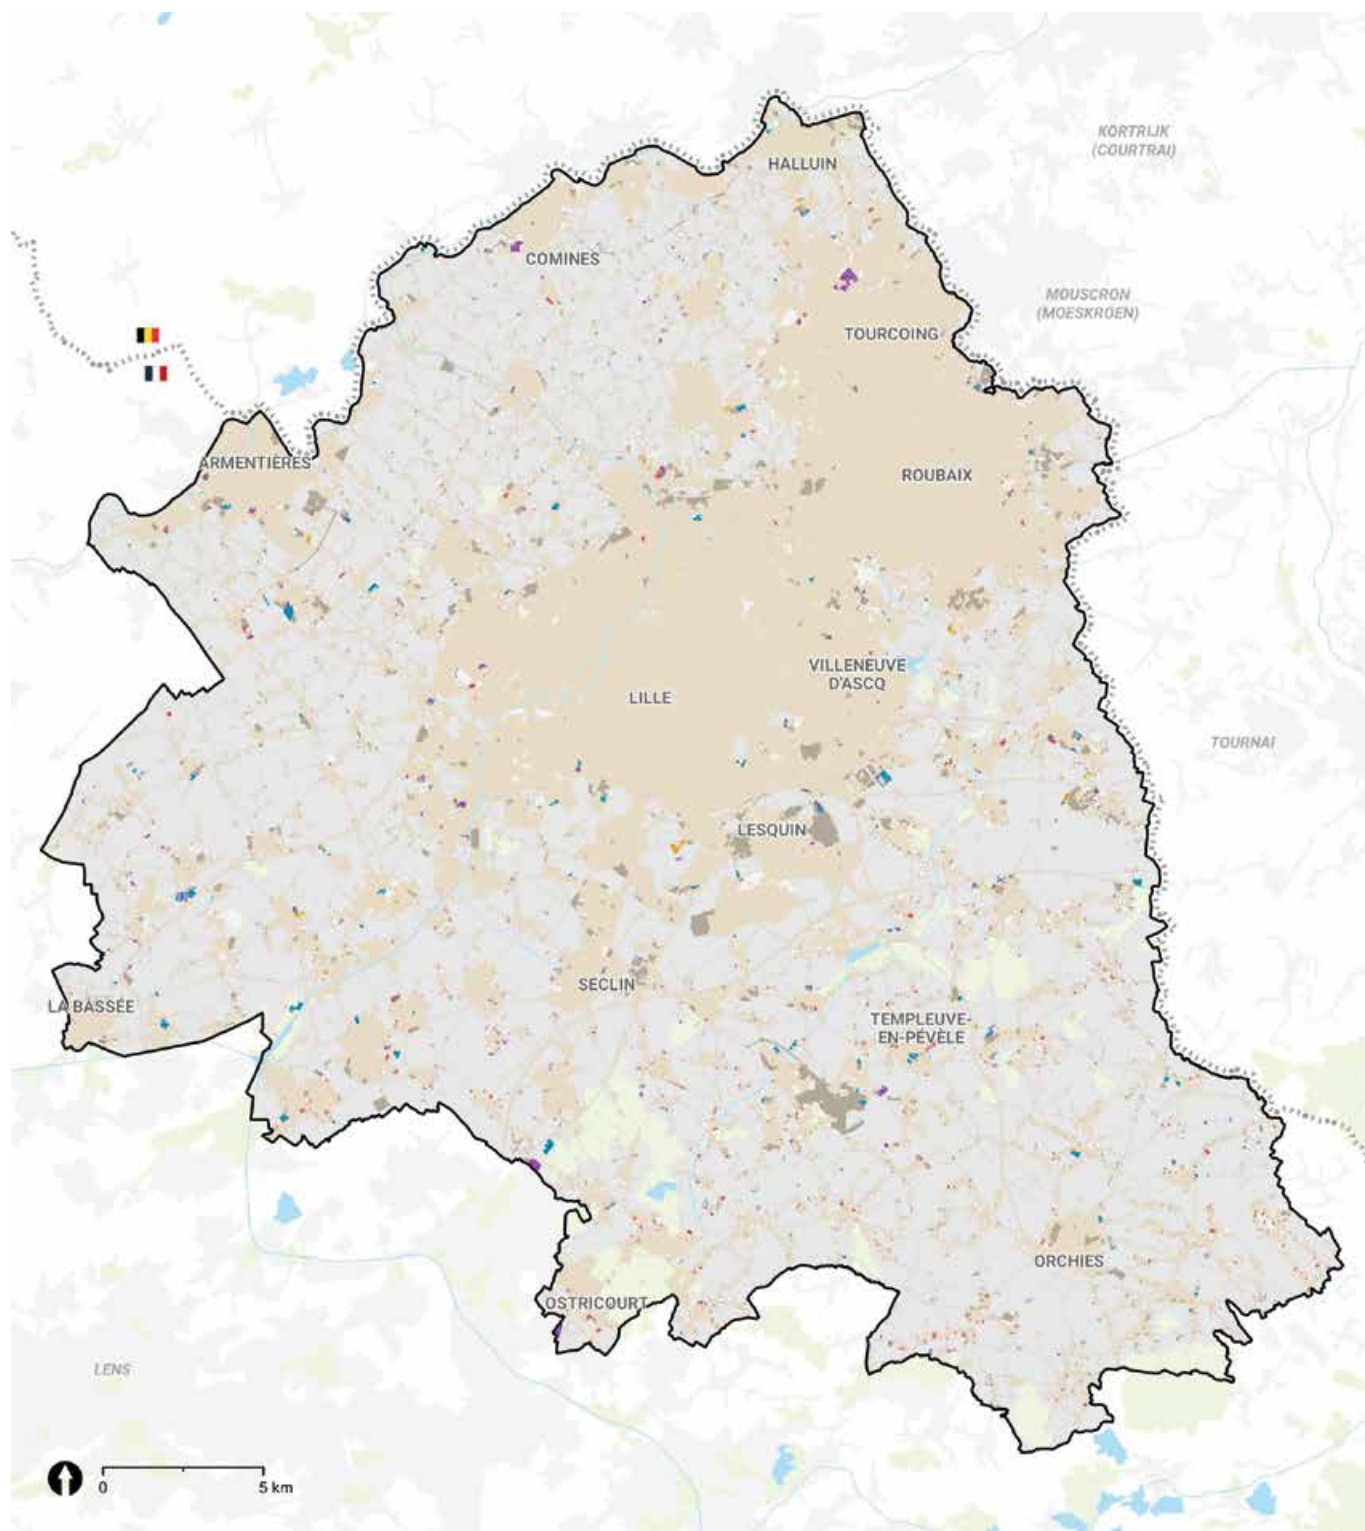 KORTRIJK
(COURTRAI)
HALLUIN
COMINES
MOUSCRON
(MOESKROEN)
TOURCOING
ARMENTIÈRES
ROUBAIX
VILLENEUVE
D'ASCQ
LILLE
TOURNAI
LESQUIN
SECLIN
LA BASSÉE
TEMPLEUVE-
EN-PÉVÈLE
ORCHIES
OSTRICOURT
LENS
0
5 km